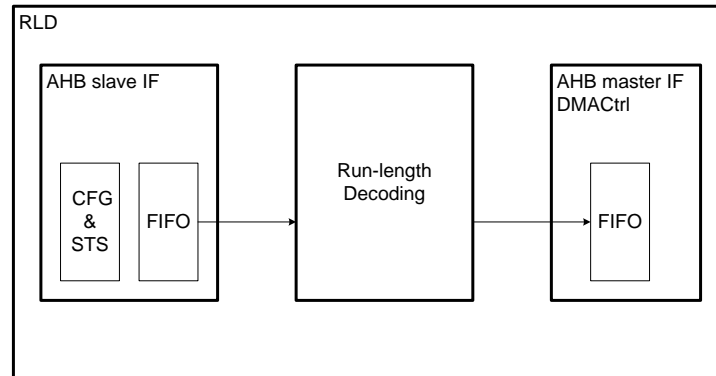 RLD
AHB slave IF
CFG
&
STS
FIFO
Run-length
Decoding
AHB master IF
DMACtrl
FIFO